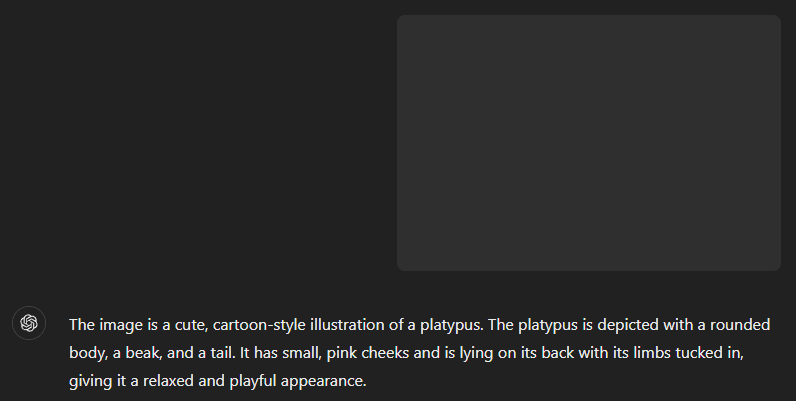 The image is a cute, cartoon-style illustration of a platypus. The platypus is depicted with a rounded
body, a beak, and a tail. It has small, pink cheeks and is lying on its back with its limbs tucked in,
giving it a relaxed and playful appearance.